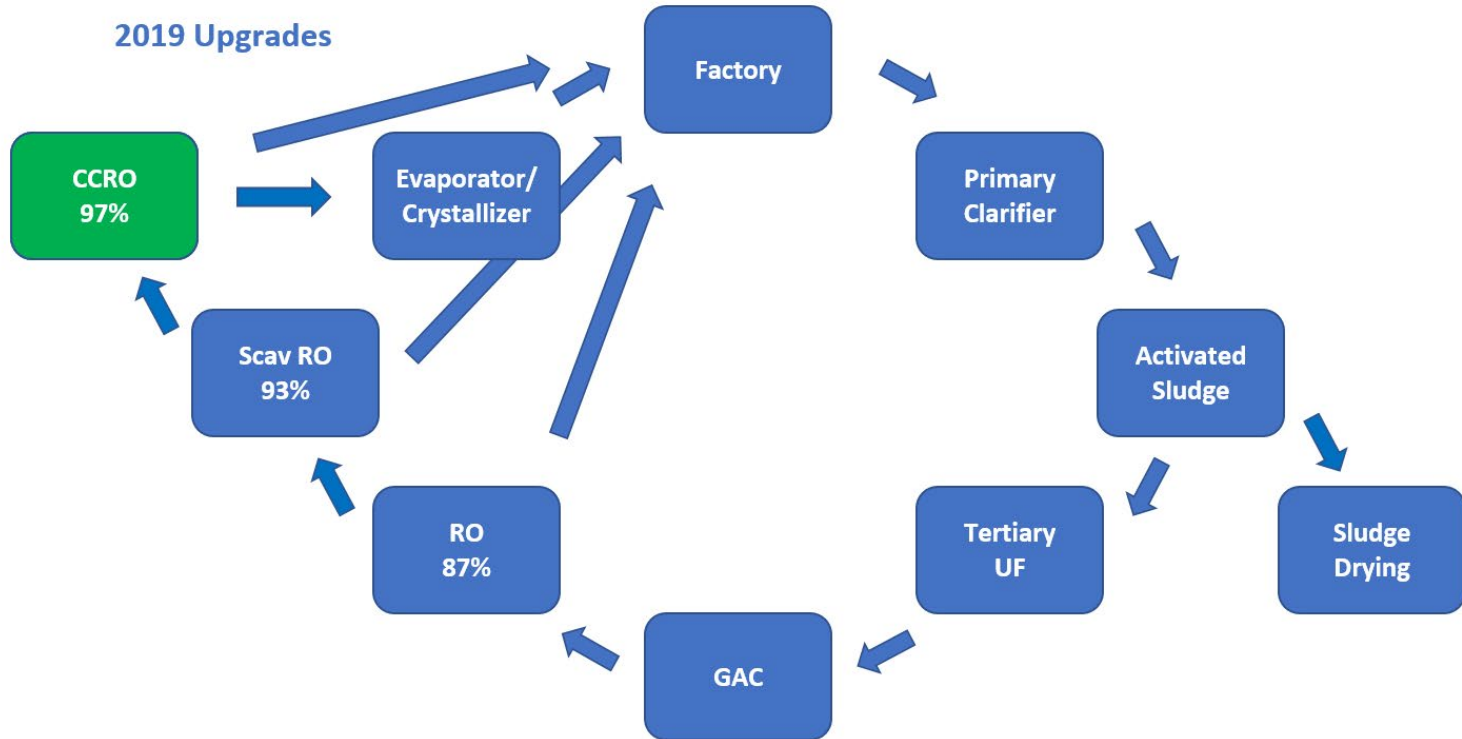 2019 Upgrades
Factory
CCRO
97%
Evaporator/
Crystallizer
Primary
Clarifier
Scav RO
93%
Activated
Sludge
RO
87%
Tertiary
UF
Sludge
Drying
GAC